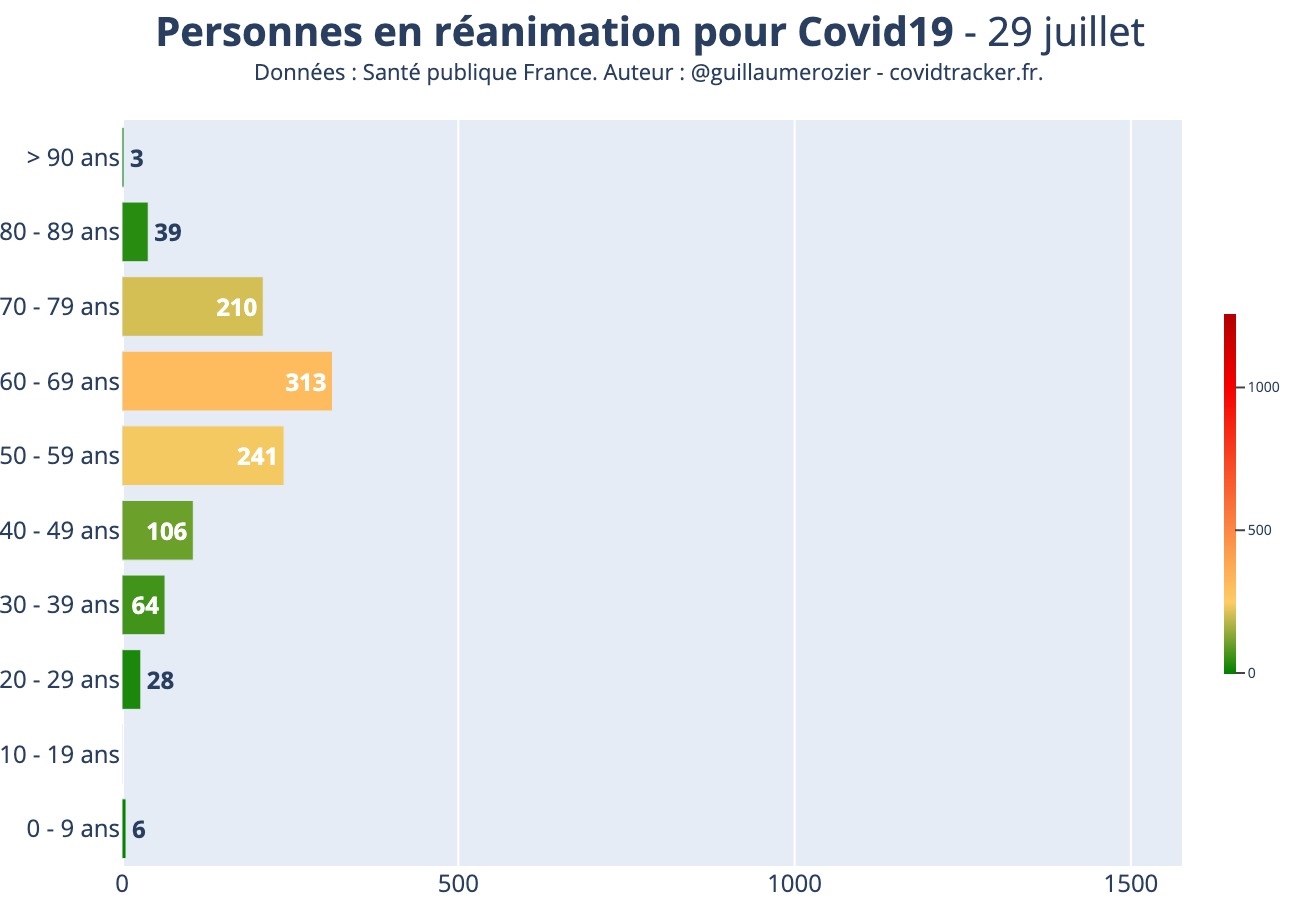 Personnes en réanimation pour Covid19 - 29 juillet
Données : Santé publique France. Auteur : @guillaumerozier - covidtracker.fr.
> 90 ans 3
80 - 89 ans 39
70 - 79 ans 210
60 - 69 ans 313
50 - 59 ans 241
40 - 49 ans 106
30 - 39 ans 64
20 - 29 ans 28
10 - 19 ans
0 - 9 ans 6
0 500 1000 1500
1000
500
0